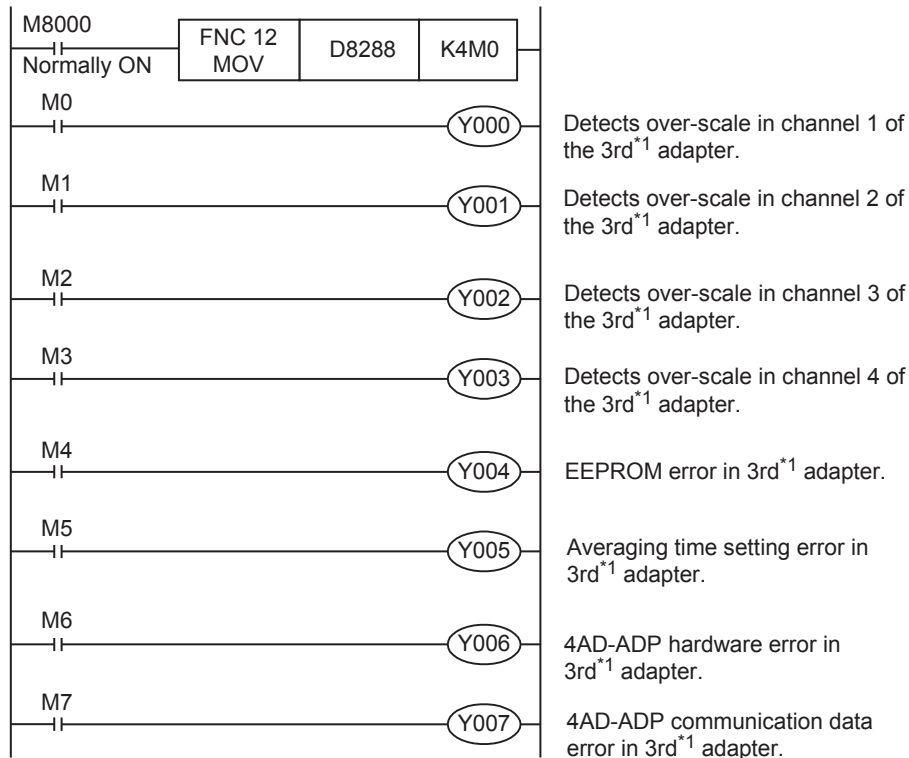 M8000
FNC 12
MOV
D8288
K4M0
Normally ON
M0
Y000
Detects over-scale in channel 1 of
the 3rd*1 adapter.
M1
Y001
Detects over-scale in channel 2 of
the 3rd*1 adapter.
M2
Y002
Detects over-scale in channel 3 of
the 3rd*1 adapter.
M3
Y003
Detects over-scale in channel 4 of
the 3rd*1 adapter.
M4
Y004
EEPROM error in 3rd*1 adapter.
M5
Y005
Averaging time setting error in
3rd*1 adapter.
M6
Y006
4AD-ADP hardware error in
3rd*1 adapter.
M7
Y007
4AD-ADP communication data
error in 3rd*1 adapter.